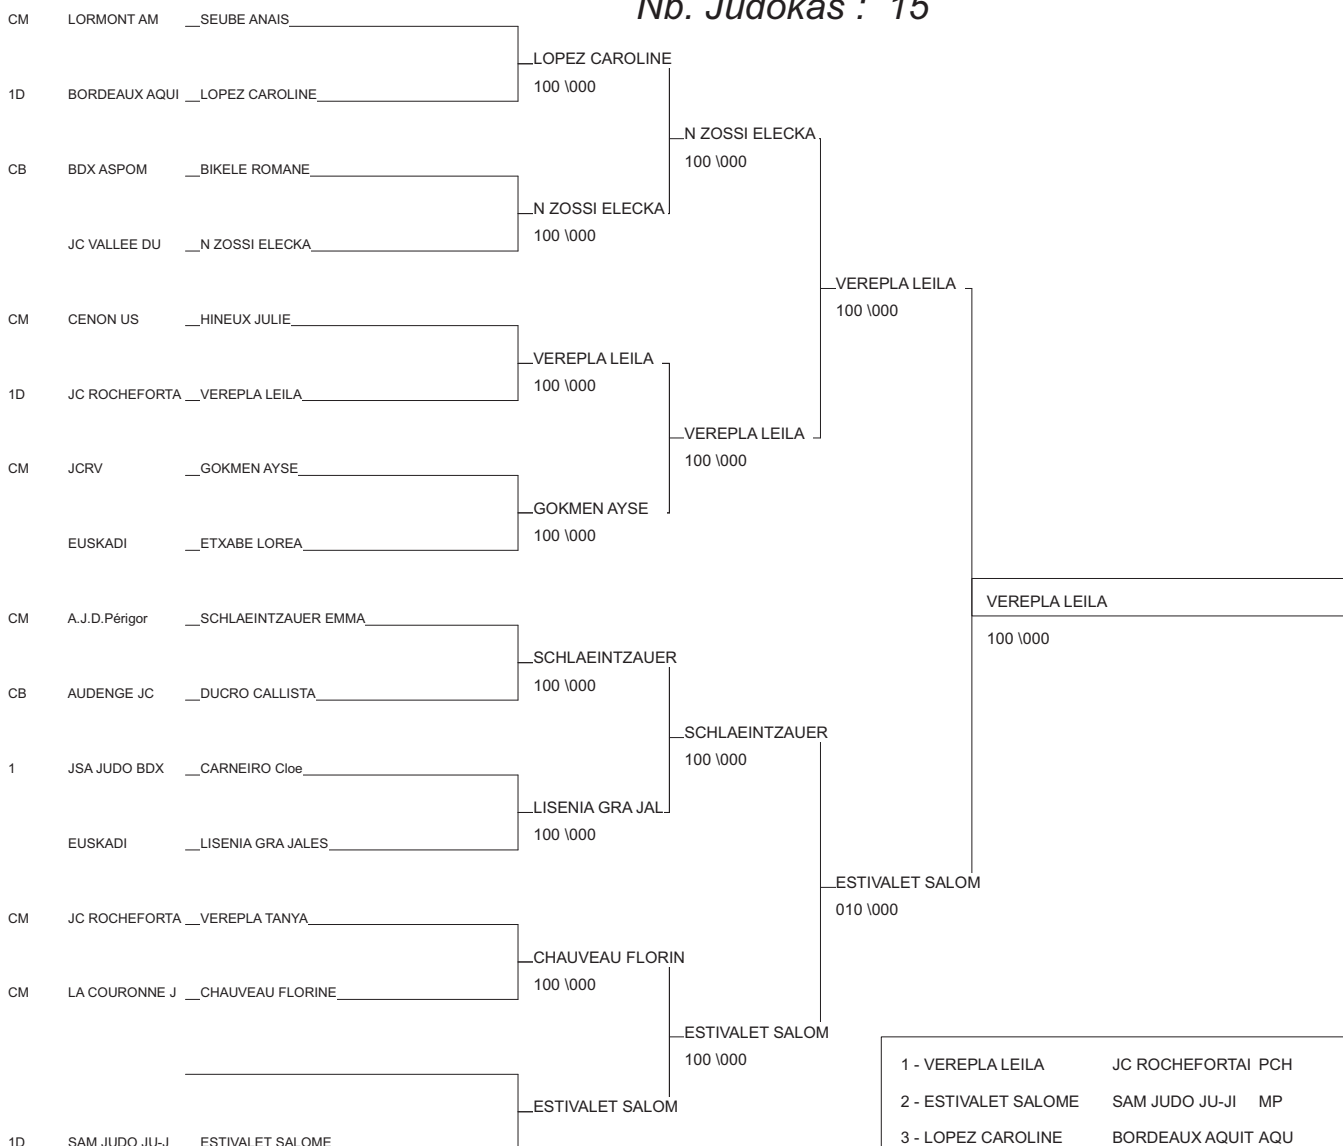 Nb. Judokas : 15
CM LORMONT AM SEUBE ANAIS
LOPEZ CAROLINE
100 \000
1D BORDEAUX AQUI LOPEZ CAROLINE
N ZOSSI ELECKA
100 \000
CB BDX ASPOM BIKELE ROMANE
N ZOSSI ELECKA
100 \000
JC VALLEE DU N ZOSSI ELECKA
VEREPLA LEILA
100 \000
CM CENON US HINEUX JULIE
VEREPLA LEILA
100 \000
1D JC ROCHEFORTA VEREPLA LEILA
VEREPLA LEILA
100 \000
CM JCRV GOKMEN AYSE
GOKMEN AYSE
100 \000
EUSKADI ETXABE LOREA
VEREPLA LEILA
100 \000
CM A.J.D.Périgor SCHLAEINTZAUER EMMA
SCHLAEINTZAUER
100 \000
CB AUDENGE JC DUCRO CALLISTA
SCHLAEINTZAUER
100 \000
1 JSA JUDO BDX CARNEIRO Cloe
LISENIA GRA JAL
100 \000
EUSKADI LISENIA GRA JALES
ESTIVALET SALOM
010 \000
CM JC ROCHEFORTA VEREPLA TANYA
CHAUVEAU FLORIN
100 \000
CM LA COURONNE J CHAUVEAU FLORINE
ESTIVALET SALOM
100 \000
ESTIVALET SALOM
1D SAM JUDO JU-J ESTIVALET SALOME
1 - VEREPLA LEILA JC ROCHEFORTAI PCH
2 - ESTIVALET SALOME SAM JUDO JU-JI MP
3 - LOPEZ CAROLINE BORDEAUX AQUIT AQU